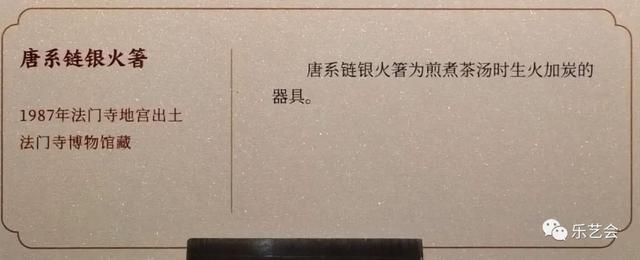 唐系链银火箸
1987年法门寺地宫出土
法门寺博物馆藏
唐系链银火箸为煎煮茶汤时生火加炭的
器具。
乐艺会